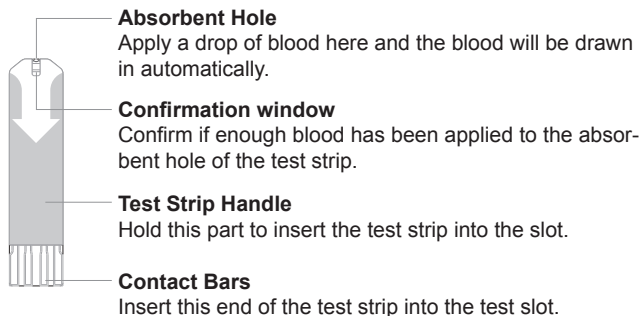 Absorbent Hole
Apply a drop of blood here and the blood will be drawn
in automatically.
Confirmation window
Confirm if enough blood has been applied to the absor-
bent hole of the test strip.
Test Strip Handle
Hold this part to insert the test strip into the slot.
Contact Bars
Insert this end of the test strip into the test slot.